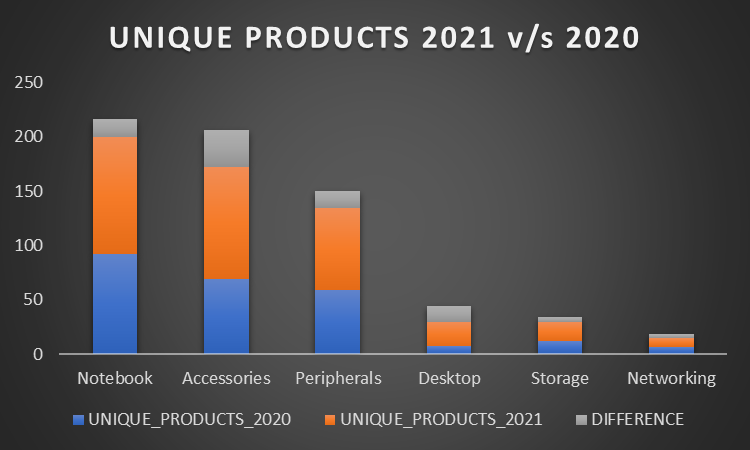 UNIQUE PRODUCTS 2021 v/s 2020
250
200
150
100
50
0
Notebook Accessories Peripherals Desktop Storage Networking
UNIQUE_PRODUCTS_2020 UNIQUE_PRODUCTS_2021 DIFFERENCE